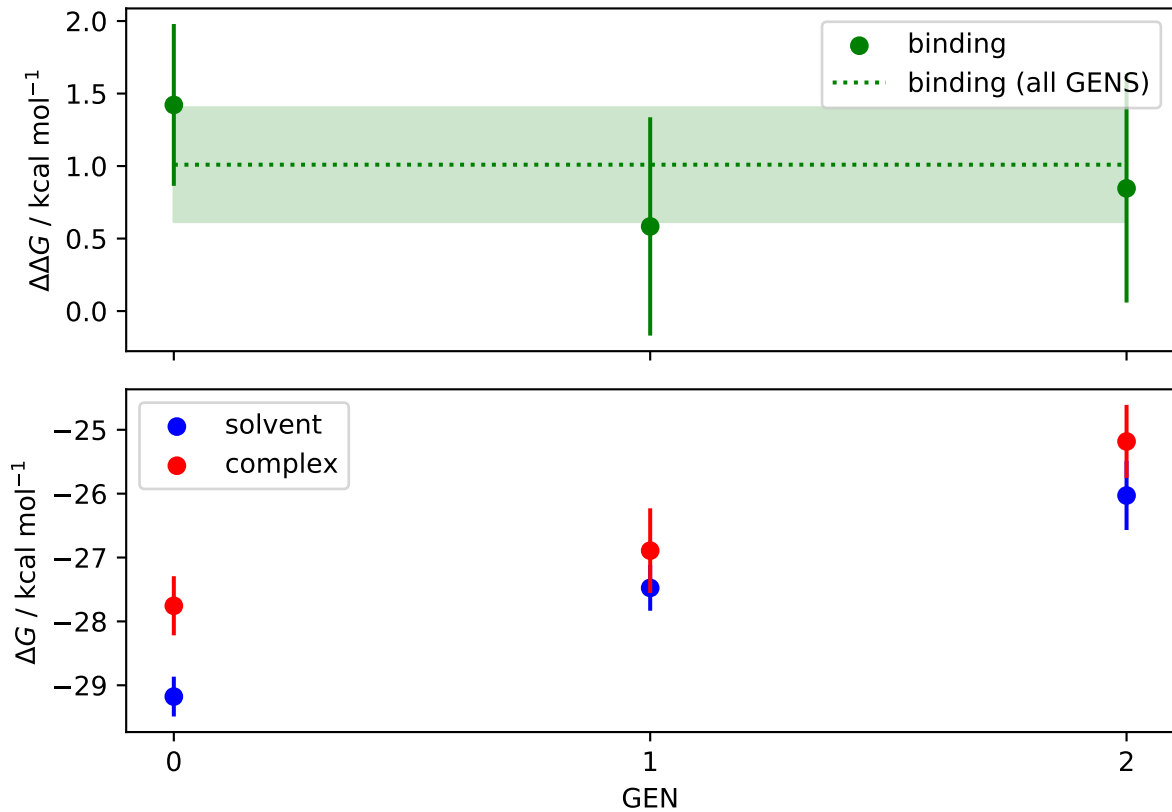 2.0
1.5
1.0
0.5
0.0
ΔΔG / kcal mol⁻¹
binding
binding (all GENS)
−25
−26
−27
−28
−29
ΔG / kcal mol⁻¹
solvent
complex
0
1
2
GEN